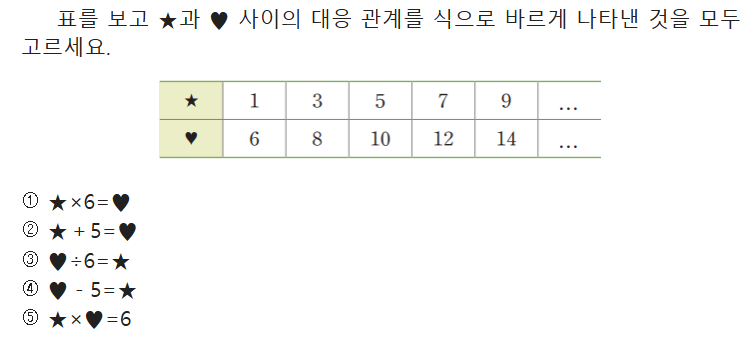 표를 보고 ★과 ♥ 사이의 대응 관계를 식으로 바르게 나타낸 것을 모두
고르세요.
★ 1 3 5 7 9 …
♥ 6 8 10 12 14 …
① ★×6=♥
② ★+5=♥
③ ♥÷6=★
④ ♥-5=★
⑤ ★×♥=6